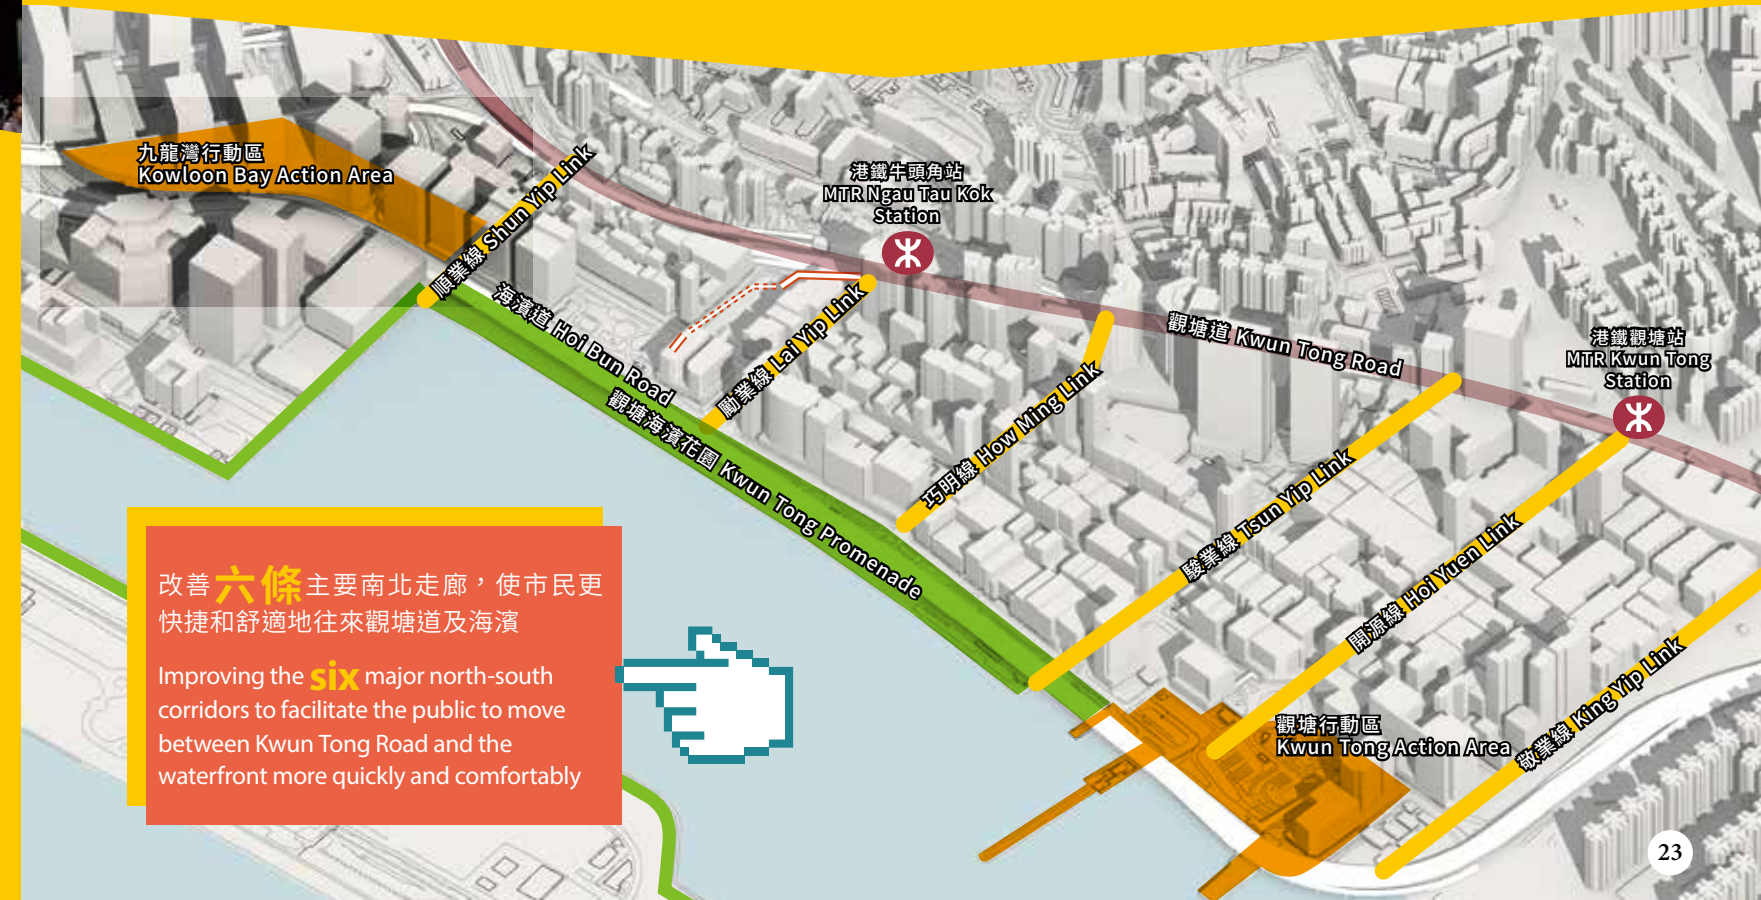 九龍灣行動區
Kowloon Bay Action Area
順業線 Shun Yip Link
港鐵牛頭角站
MTR Ngau Tau Kok
Station
海濱道 Hoi Bun Road
勵業線 Lai Yip Link
觀塘道 Kwun Tong Road
港鐵觀塘站
MTR Kwun Tong
Station
觀塘海濱花園 Kwun Tong Promenade
巧明線 How Ming Link
駿業線 Tsun Yip Link
開源線 Hoi Yuen Link
敬業線 King Yip Link
觀塘行動區
Kwun Tong Action Area
改善六條主要南北走廊，使市民更
快捷和舒適地往來觀塘道及海濱
Improving the six major north-south
corridors to facilitate the public to move
between Kwun Tong Road and the
waterfront more quickly and comfortably
23